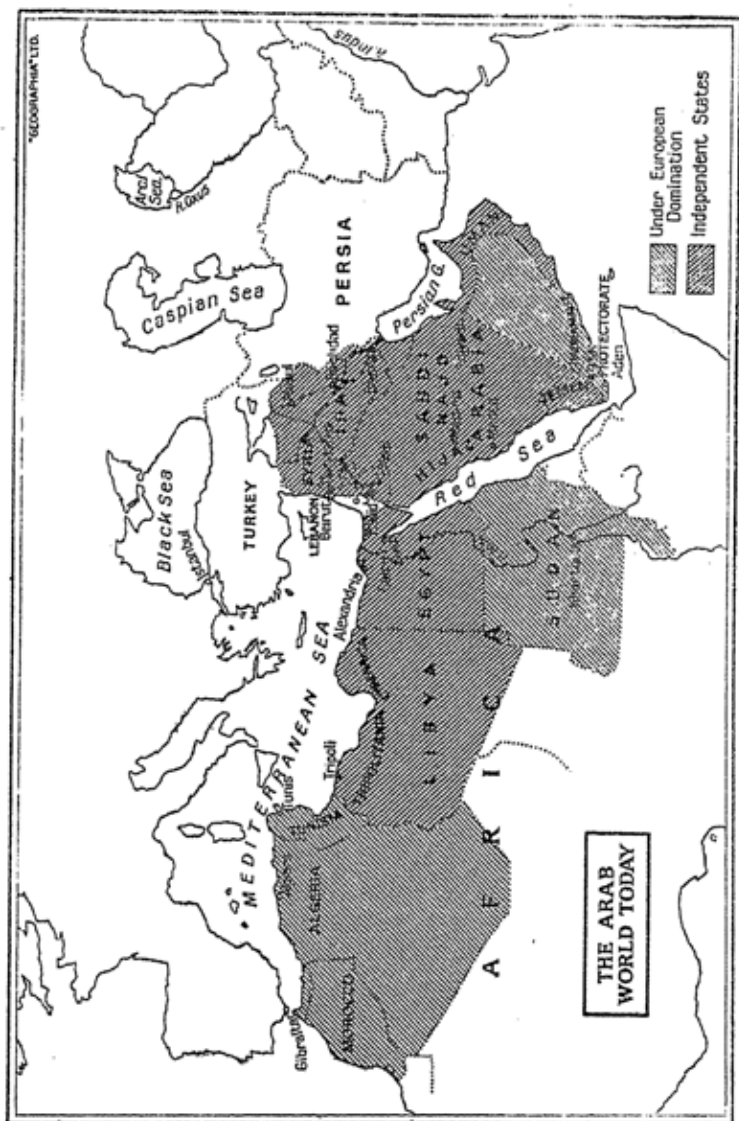 "GEOGRAPHIA" LTD.
Aral
Sea.
R.Oxus
R.Indus
Caspian Sea
Black Sea
Istanbul
TURKEY
PERSIA
Persian G.
LEBANON
Beirut
SYRIA
IRAQ
SAUDI
NAJD
HIJAZ
ARABIA
OMAN
YEMEN
PROTECTORATE
Aden
Red Sea
MEDITERRANEAN SEA
Alexandria
EGYPT
SUDAN
LIBYA
TRIPOLITANIA
Tripoli
Tunis
TUNISIA
Algiers
ALGERIA
MOROCCO
Gibraltar
AFRICA
Under European
Domination
Independent States
THE ARAB
WORLD TODAY